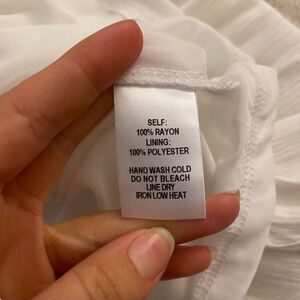 SELF:
100% RAYON
LINING:
100% POLYESTER
HAND WASH COLD
DO NOT BLEACH
LINE DRY
IRON LOW HEAT